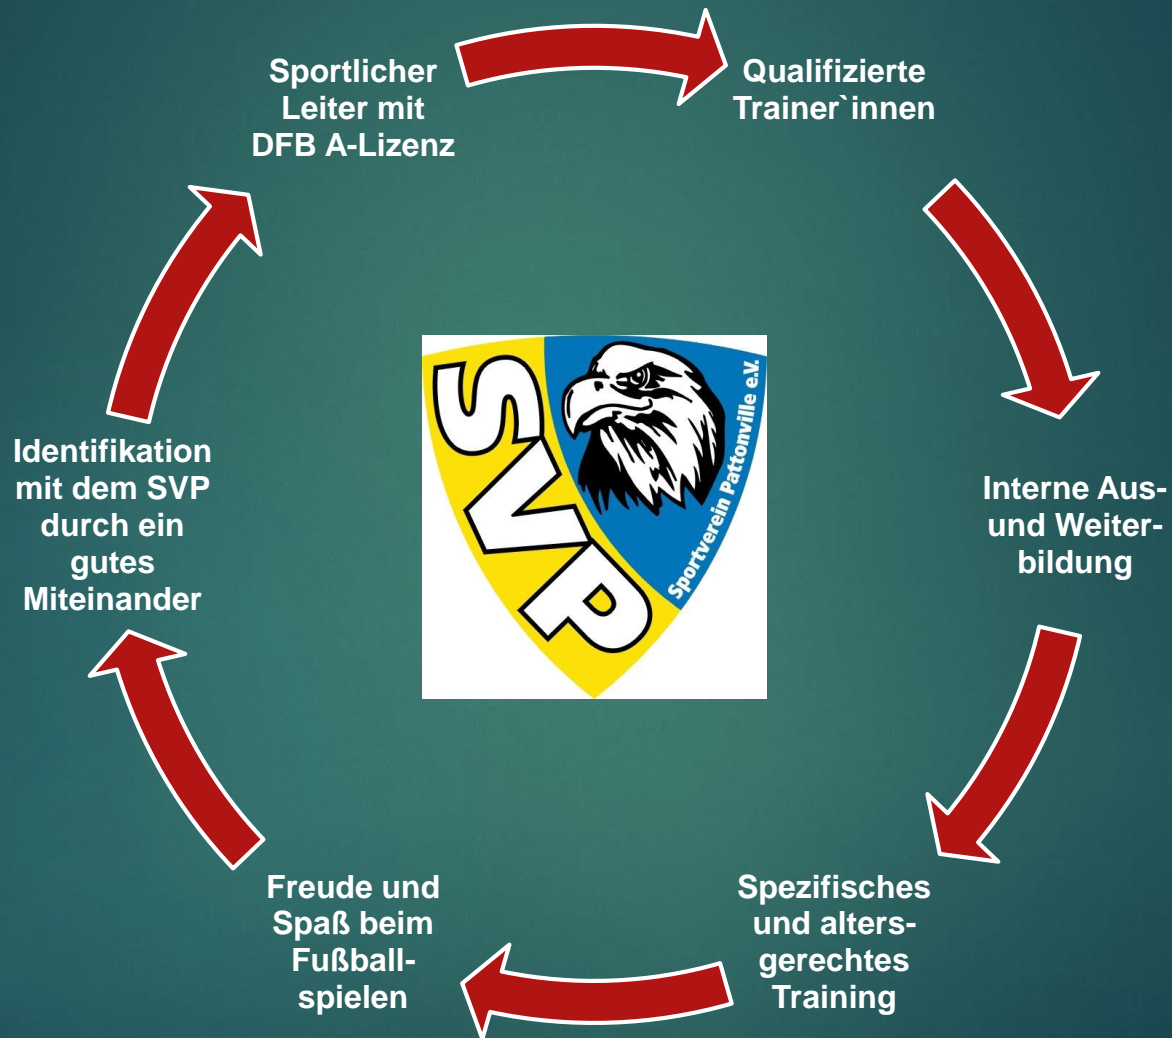 Sportlicher
Leiter mit
DFB A-Lizenz
Qualifizierte
Trainer`innen
Interne Aus-
und Weiter-
bildung
Spezifisches
und alters-
gerechtes
Training
Freude und
Spaß beim
Fußball-
spielen
Identifikation
mit dem SVP
durch ein
gutes
Miteinander
SVP
Sportverein Pattonville e.V.